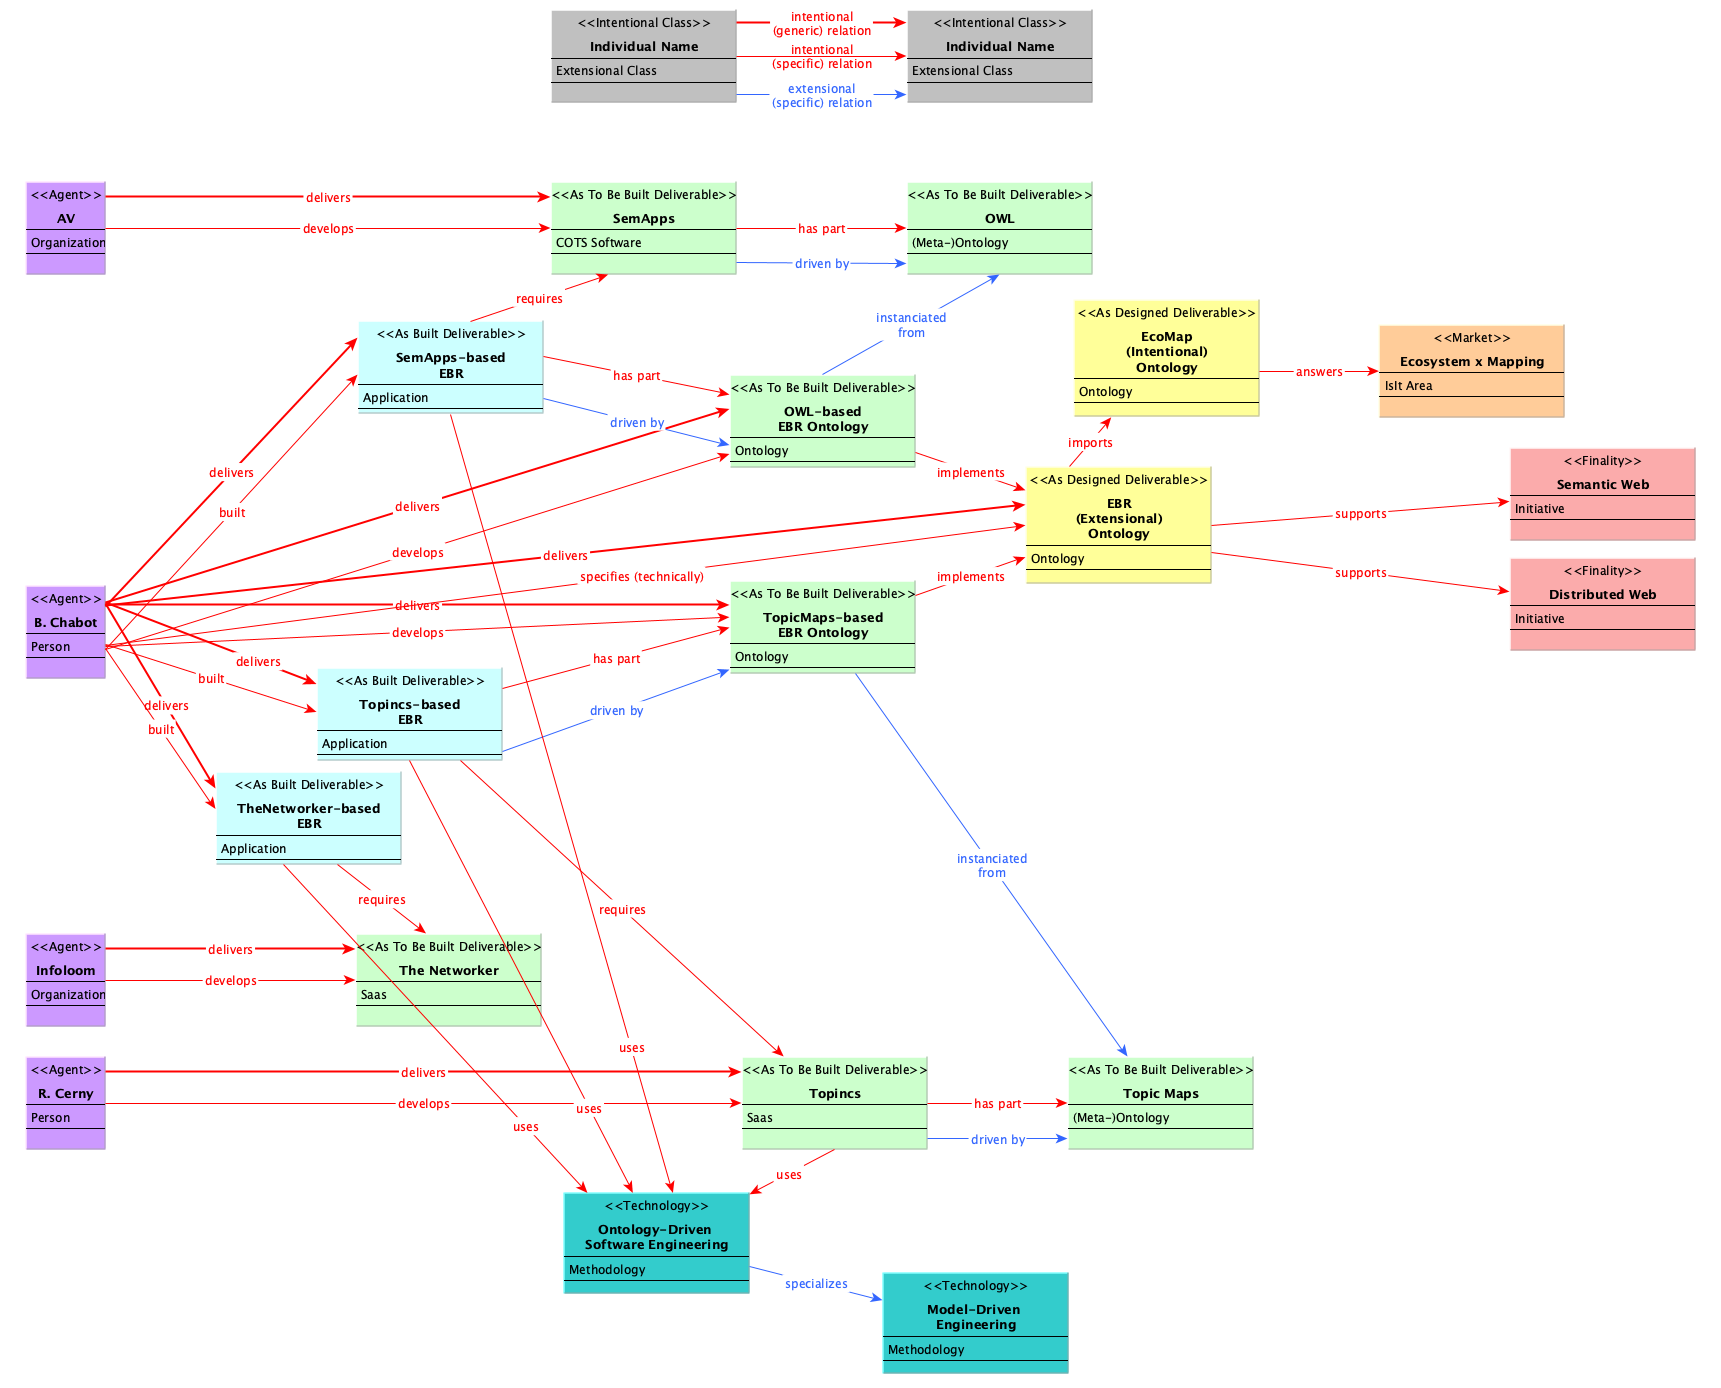 <<Intentional Class>>
Individual Name
Extensional Class
intentional
(generic) relation
intentional
(specific) relation
extensional
(specific) relation
<<Intentional Class>>
Individual Name
Extensional Class
<<Agent>>
AV
Organization
delivers
develops
<<As To Be Built Deliverable>>
SemApps
COTS Software
has part
driven by
<<As To Be Built Deliverable>>
OWL
(Meta-)Ontology
requires
instanciated
from
<<As Built Deliverable>>
SemApps-based
EBR
Application
has part
driven by
<<As To Be Built Deliverable>>
OWL-based
EBR Ontology
Ontology
<<As Designed Deliverable>>
EcoMap
(Intentional)
Ontology
Ontology
answers
<<Market>>
Ecosystem x Mapping
IsIt Area
imports
implements
<<As Designed Deliverable>>
EBR
(Extensional)
Ontology
Ontology
supports
supports
<<Finality>>
Semantic Web
Initiative
<<Finality>>
Distributed Web
Initiative
delivers
built
delivers
develops
delivers
specifies (technically)
delivers
develops
implements
<<Agent>>
B. Chabot
Person
<<As To Be Built Deliverable>>
TopicMaps-based
EBR Ontology
Ontology
delivers
built
has part
driven by
delivers
built
<<As Built Deliverable>>
Topincs-based
EBR
Application
<<As Built Deliverable>>
TheNetworker-based
EBR
Application
instanciated
from
requires
requires
<<Agent>>
Infoloom
Organization
delivers
develops
<<As To Be Built Deliverable>>
The Networker
Saas
uses
<<Agent>>
R. Cerny
Person
delivers
develops
uses
uses
<<As To Be Built Deliverable>>
Topincs
Saas
has part
driven by
<<As To Be Built Deliverable>>
Topic Maps
(Meta-)Ontology
uses
<<Technology>>
Ontology-Driven
Software Engineering
Methodology
specializes
<<Technology>>
Model-Driven
Engineering
Methodology